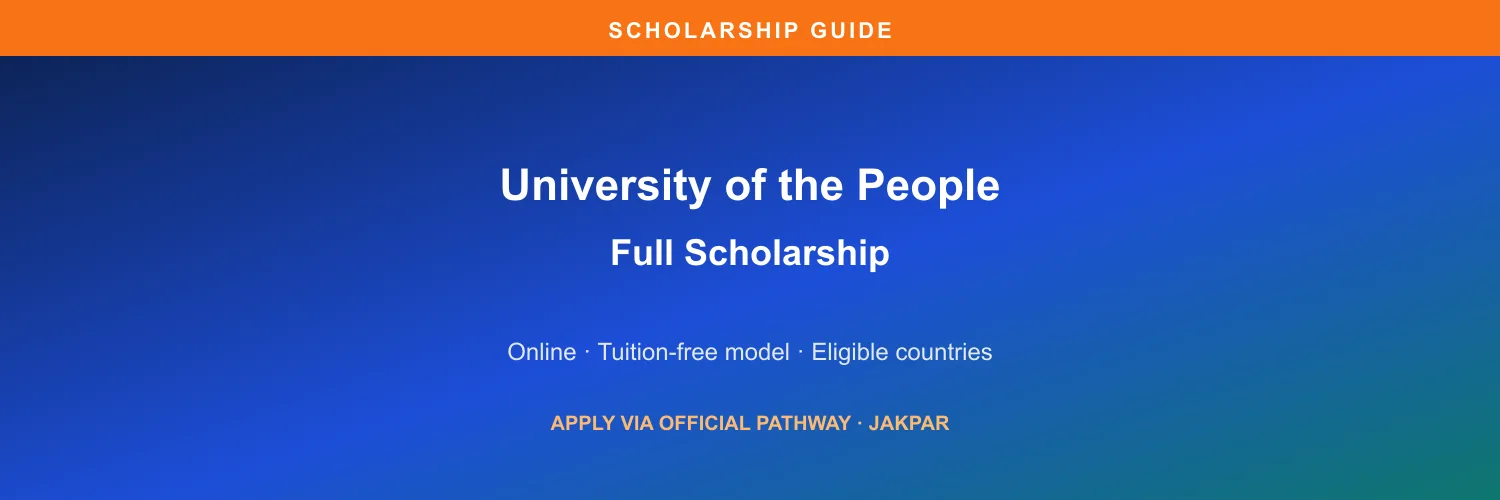 SCHOLARSHIP GUIDE
University of the People
Full Scholarship
Online · Tuition-free model · Eligible countries
APPLY VIA OFFICIAL PATHWAY · JAKPAR